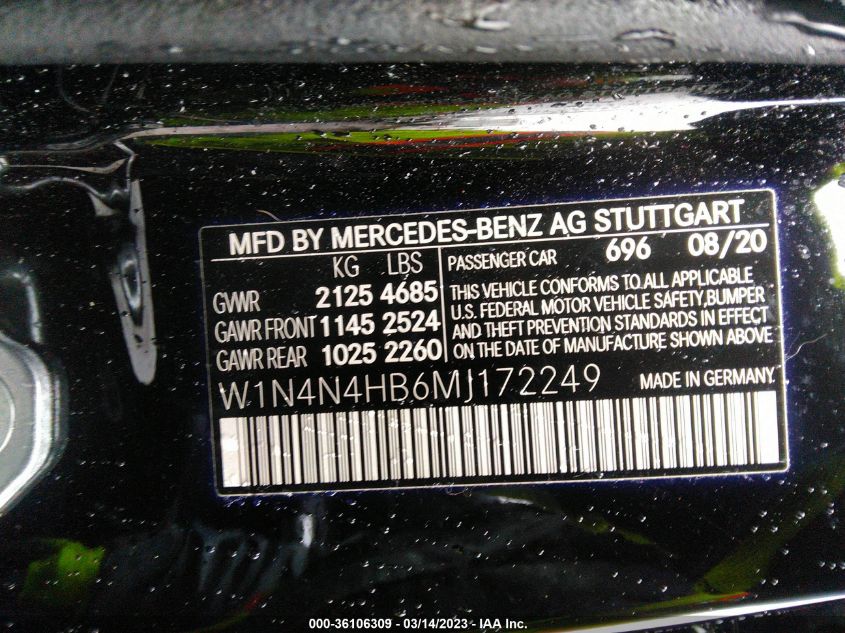 MFD BY MERCEDES-BENZ AG STUTTGART
KG LBS
GVWR 2125 4685
GAWR FRONT 1145 2524
GAWR REAR 1025 2260
PASSENGER CAR 696 08/20
THIS VEHICLE CONFORMS TO ALL APPLICABLE
U.S. FEDERAL MOTOR VEHICLE SAFETY,BUMPER
AND THEFT PREVENTION STANDARDS IN EFFECT
ON THE DATE OF MANUFACTURE SHOWN ABOVE
W1N4N4HB6MJ172249 MADE IN GERMANY
000-36106309 - 03/14/2023 - IAA Inc.